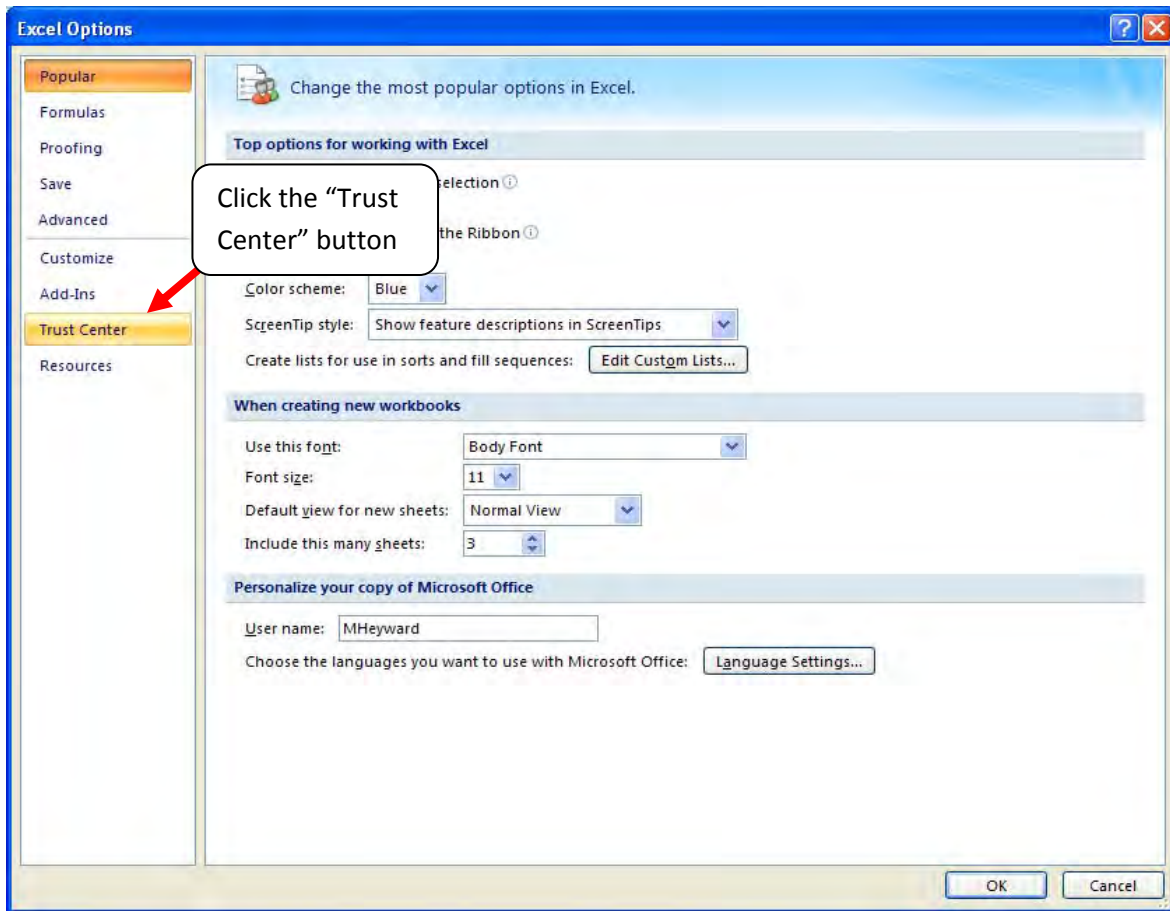 Excel Options
Popular
Formulas
Proofing
Save
Advanced
Customize
Add-Ins
Trust Center
Resources
Change the most popular options in Excel.
Top options for working with Excel
selection
the Ribbon
Click the “Trust
Center” button
Color scheme: Blue
ScreenTip style: Show feature descriptions in ScreenTips
Create lists for use in sorts and fill sequences: Edit Custom Lists...
When creating new workbooks
Use this font: Body Font
Font size: 11
Default view for new sheets: Normal View
Include this many sheets: 3
Personalize your copy of Microsoft Office
User name: MHeyward
Choose the languages you want to use with Microsoft Office: Language Settings...
OK Cancel